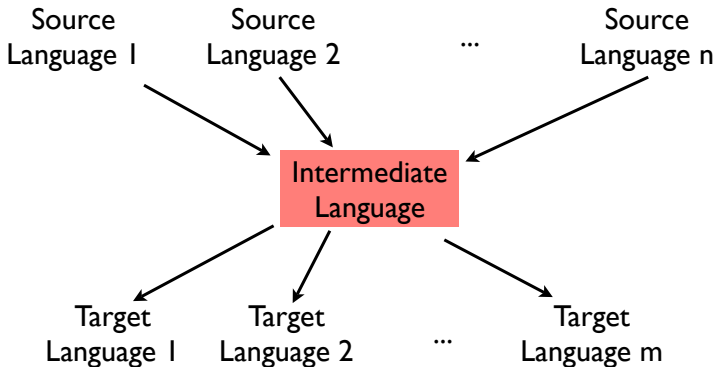 Source
Language 1
Source
Language 2
...
Source
Language n
Intermediate
Language
Target
Language 1
Target
Language 2
...
Target
Language m